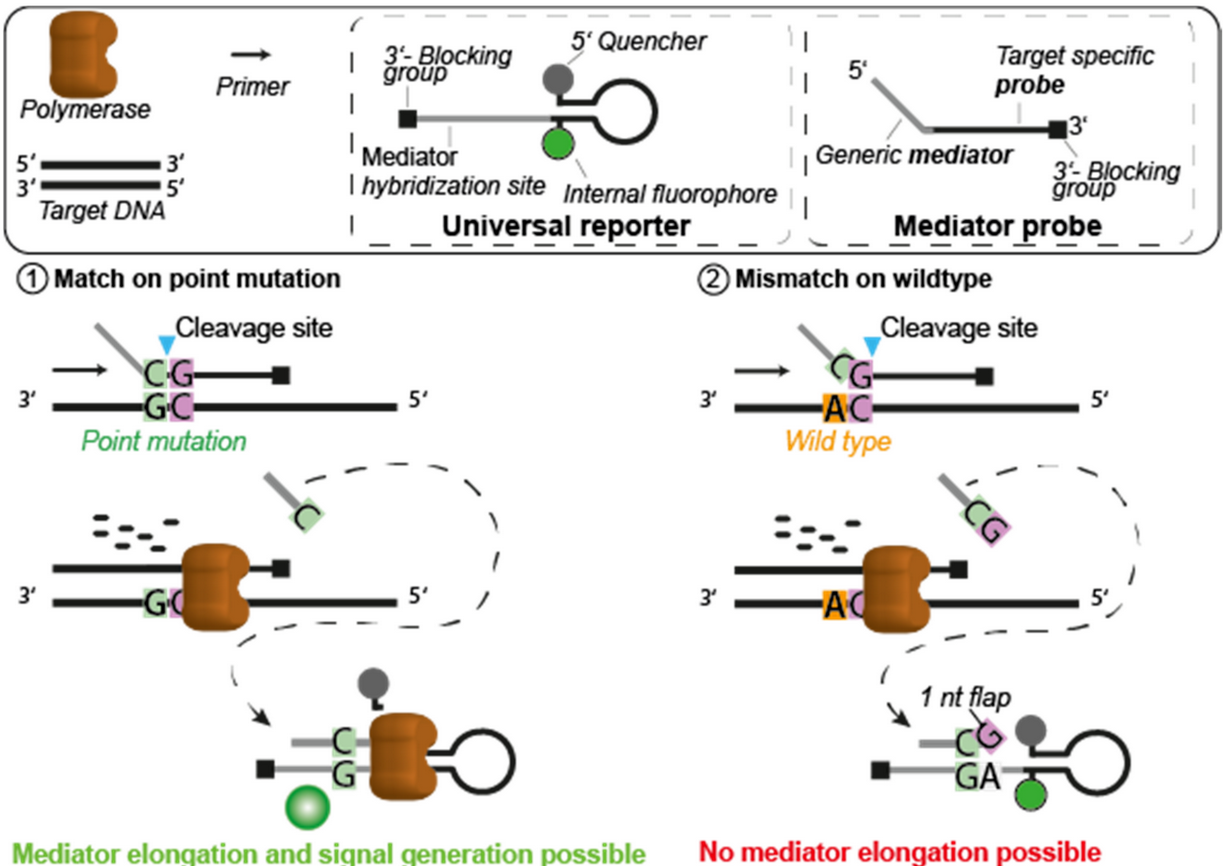 Polymerase
Primer
5‘ 3‘
3‘ 5‘
Target DNA
3‘- Blocking
group
5‘ Quencher
Mediator
hybridization site
Internal fluorophore
Universal reporter
5‘
Target specific
probe
3‘
Generic mediator
3‘- Blocking
group
Mediator probe
1 Match on point mutation
Cleavage site
C G
3‘ G C 5‘
Point mutation
C
3‘ G C 5‘
C
G
Mediator elongation and signal generation possible
2 Mismatch on wildtype
Cleavage site
C G
3‘ A C 5‘
Wild type
C G
3‘ A C 5‘
1 nt flap
C G
G A
No mediator elongation possible